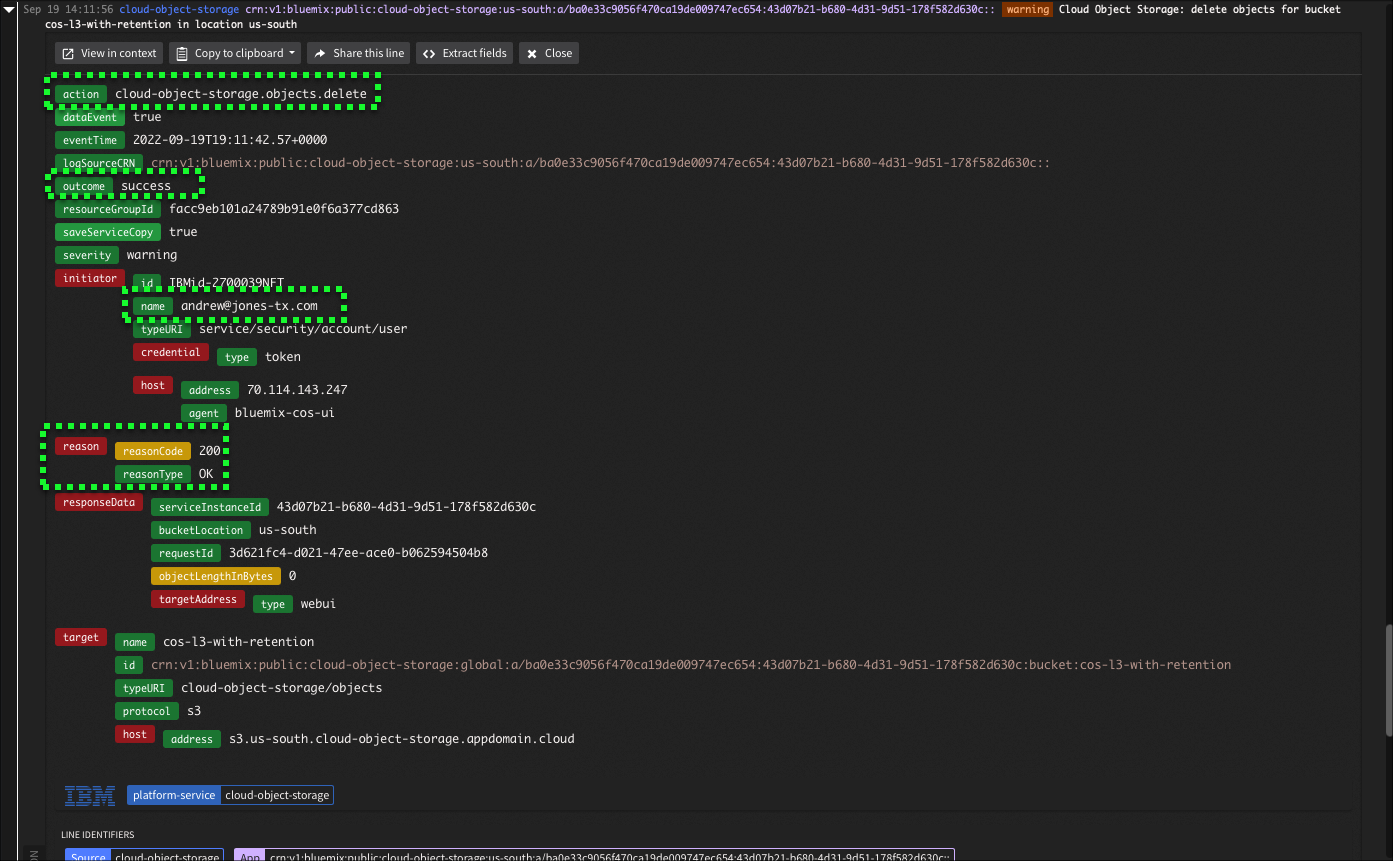 Sep 19 14:11:56 cloud-object-storage crn:v1:bluemix:public:cloud-object-storage:us-south:a/ba0e33c9056f470ca19de009747ec654:43d07b21-b680-4d31-9d51-178f582d630c:: warning Cloud Object Storage: delete objects for bucket
cos-l3-with-retention in location us-south
View in context Copy to clipboard Share this line Extract fields Close
action cloud-object-storage.objects.delete
dataEvent true
eventTime 2022-09-19T19:11:42.57+0000
logSourceCRN crn:v1:bluemix:public:cloud-object-storage:us-south:a/ba0e33c9056f470ca19de009747ec654:43d07b21-b680-4d31-9d51-178f582d630c::
outcome success
resourceGroupId facc9eb101a24789b91e0f6a377cd863
saveServiceCopy true
severity warning
initiator id IBMid-2700039NFT
name andrew@jones-tx.com
typeURI service/security/account/user
credential type token
host address 70.114.143.247
agent bluemix-cos-ui
reason reasonCode 200
reasonType OK
responseData serviceInstanceId 43d07b21-b680-4d31-9d51-178f582d630c
bucketLocation us-south
requestId 3d621fc4-d021-47ee-ace0-b062594504b8
objectLengthInBytes 0
targetAddress type webui
target name cos-l3-with-retention
id crn:v1:bluemix:public:cloud-object-storage:global:a/ba0e33c9056f470ca19de009747ec654:43d07b21-b680-4d31-9d51-178f582d630c:bucket:cos-l3-with-retention
typeURI cloud-object-storage/objects
protocol s3
host address s3.us-south.cloud-object-storage.appdomain.cloud
IBM platform-service cloud-object-storage
LINE IDENTIFIERS
Source cloud-object-storage App crn:v1:bluemix:public:cloud-object-storage:us-south:a/ba0e33c9056f470ca19de009747ec654:43d07b21-b680-4d31-9d51-178f582d630c::